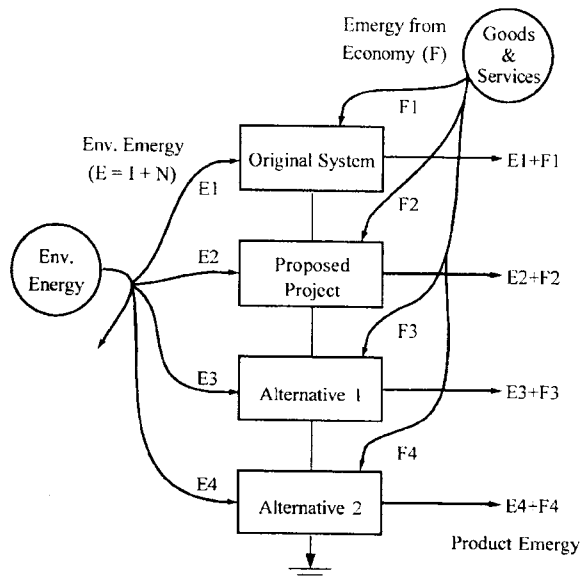 Emergy from
Economy (F)
Goods
&
Services
F1
Env. Emergy
(E = I + N)
E1
Original System
E1+F1
F2
Env.
Energy
E2
Proposed
Project
E2+F2
F3
E3
Alternative 1
E3+F3
F4
E4
Alternative 2
E4+F4
Product Emergy